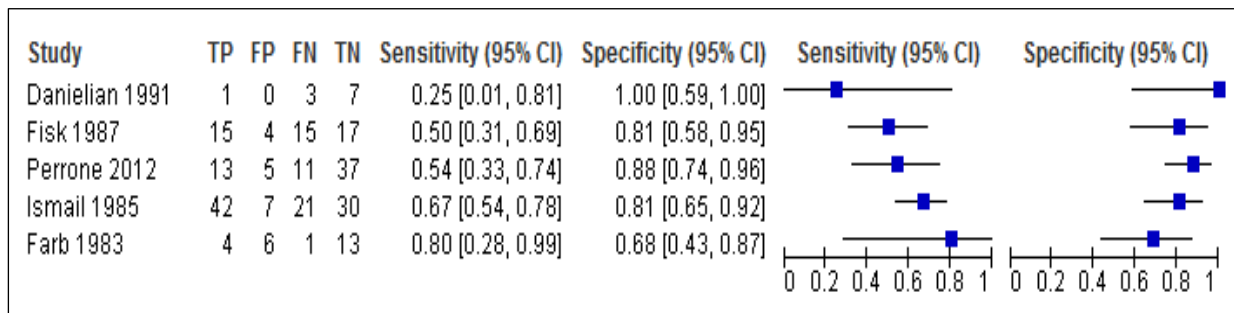 Study TP FP FN TN Sensitivity (95% CI) Specificity (95% CI) Sensitivity (95% CI) Specificity (95% CI)
Danielian 1991 1 0 3 7 0.25 [0.01, 0.81] 1.00 [0.59, 1.00]
Fisk 1987 15 4 15 17 0.50 [0.31, 0.69] 0.81 [0.58, 0.95]
Perrone 2012 13 5 11 37 0.54 [0.33, 0.74] 0.88 [0.74, 0.96]
Ismail 1985 42 7 21 30 0.67 [0.54, 0.78] 0.81 [0.65, 0.92]
Farb 1983 4 6 1 13 0.80 [0.28, 0.99] 0.68 [0.43, 0.87]
0 0.2 0.4 0.6 0.8 1 0 0.2 0.4 0.6 0.8 1